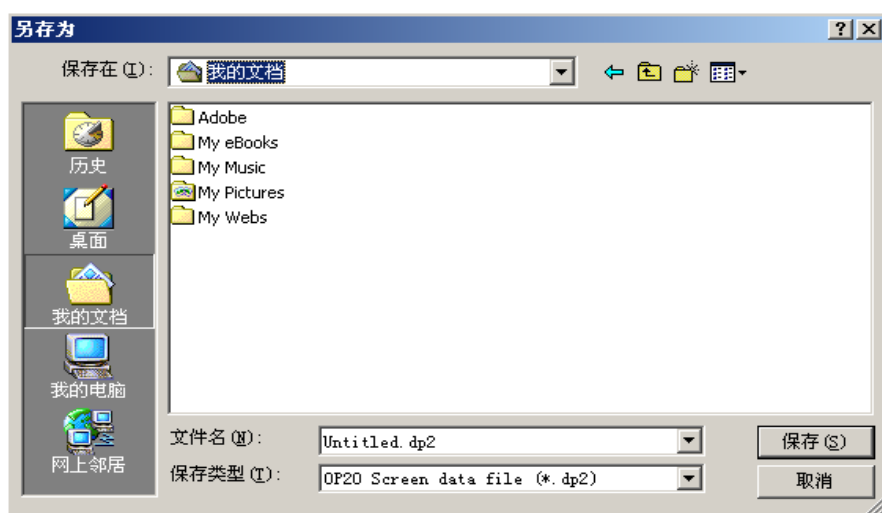 另存为
保存在(I):
我的文档
历史
桌面
我的文档
我的电脑
网上邻居
Adobe
My eBooks
My Music
My Pictures
My Webs
文件名(N):
Untitled.dp2
保存(S)
保存类型(T):
OP20 Screen data file (*.dp2)
取消